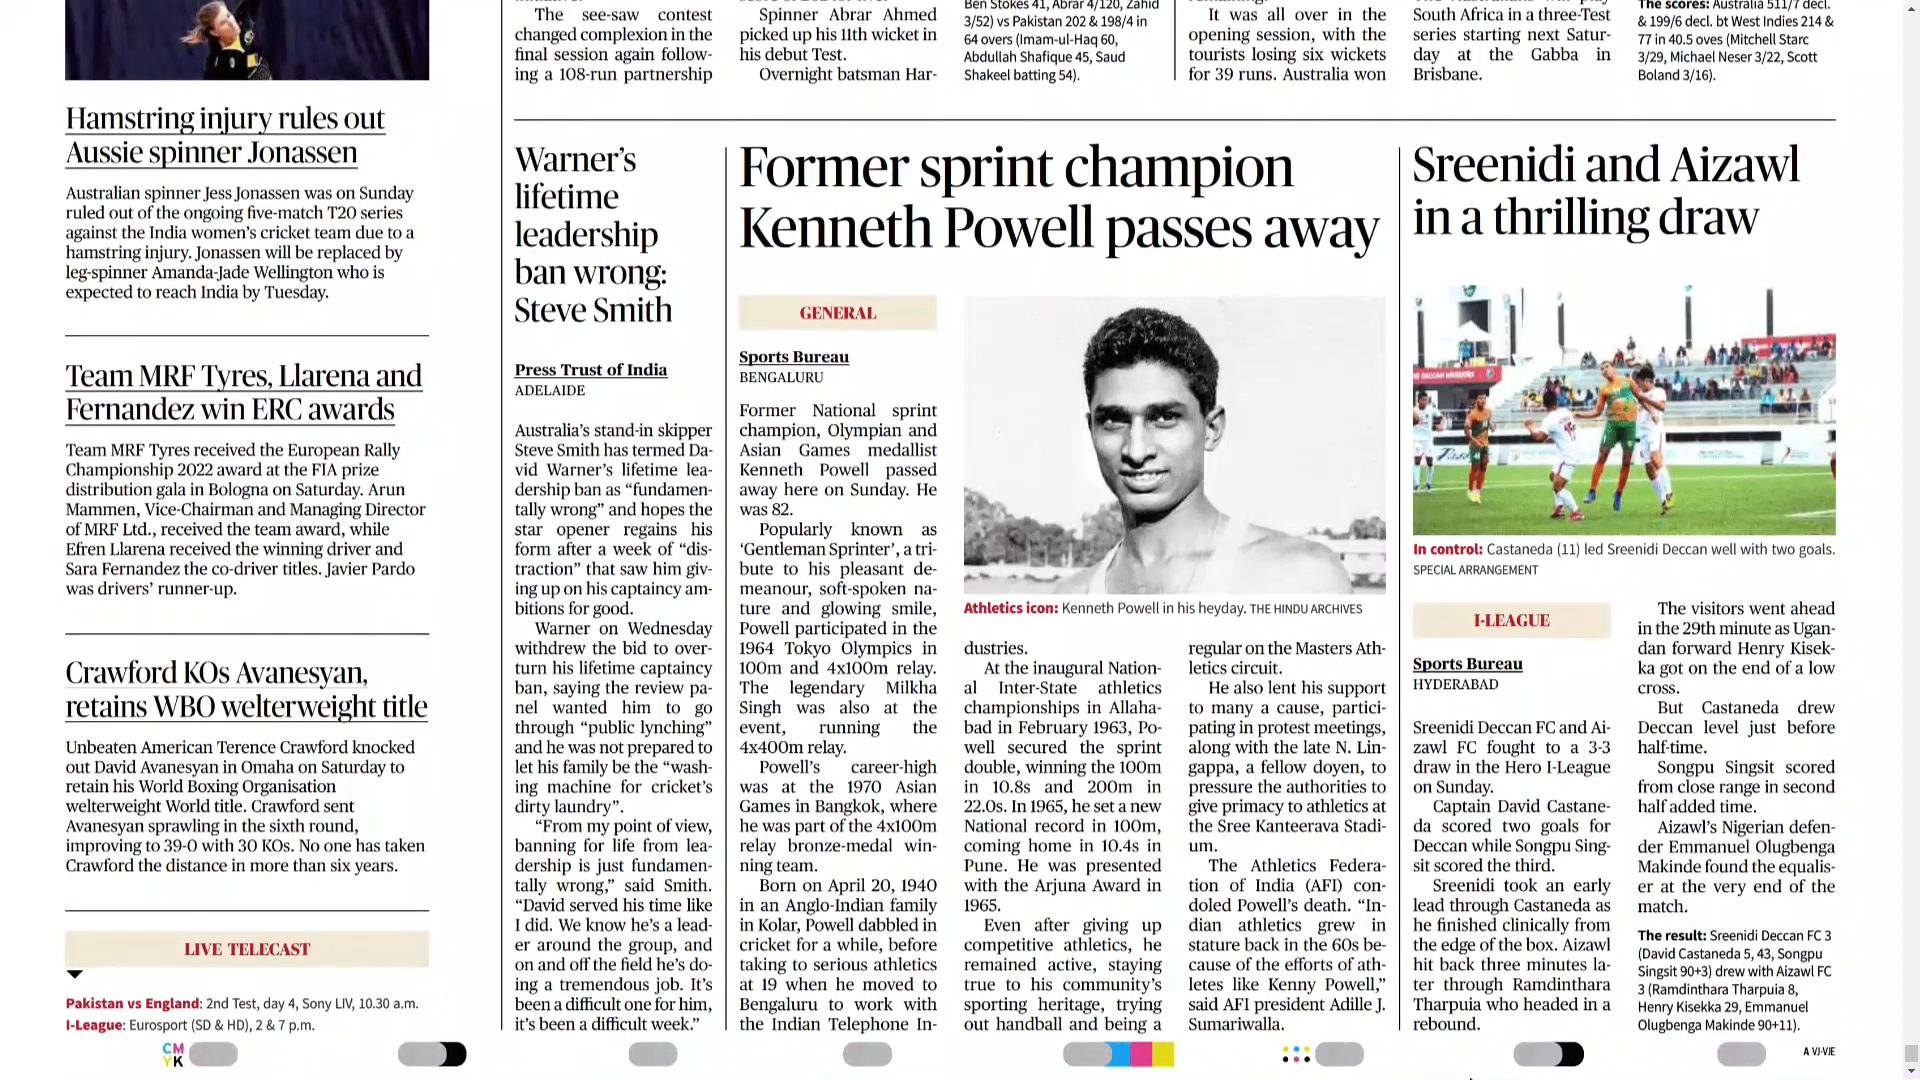 The see-saw contest
changed complexion in the
final session again follow-
ing a 108-run partnership
Spinner Abrar Ahmed
picked up his 11th wicket in
his debut Test.
Overnight batsman Har-
Ben Stokes 41, Abrar 4/120, Zahid
3/52) vs Pakistan 202 & 198/4 in
64 overs (Imam-ul-Haq 60,
Abdullah Shafique 45, Saud
Shakeel batting 54).
It was all over in the
opening session, with the
tourists losing six wickets
for 39 runs. Australia won
South Africa in a three-Test
series starting next Satur-
day at the Gabba in
Brisbane.
The scores: Australia 511/7 decl.
& 199/6 decl. bt West Indies 214 &
77 in 40.5 oves (Mitchell Starc
3/29, Michael Neser 3/22, Scott
Boland 3/16).
Hamstring injury rules out
Aussie spinner Jonassen
Australian spinner Jess Jonassen was on Sunday
ruled out of the ongoing five-match T20 series
against the India women's cricket team due to a
hamstring injury. Jonassen will be replaced by
leg-spinner Amanda-Jade Wellington who is
expected to reach India by Tuesday.
Team MRF Tyres, Llarena and
Fernandez win ERC awards
Team MRF Tyres received the European Rally
Championship 2022 award at the FIA prize
distribution gala in Bologna on Saturday. Arun
Mammen, Vice-Chairman and Managing Director
of MRF Ltd., received the team award, while
Efren Llarena received the winning driver and
Sara Fernandez the co-driver titles. Javier Pardo
was drivers' runner-up.
Crawford KOs Avanesyan,
retains WBO welterweight title
Unbeaten American Terence Crawford knocked
out David Avanesyan in Omaha on Saturday to
retain his World Boxing Organisation
welterweight World title. Crawford sent
Avanesyan sprawling in the sixth round,
improving to 39-0 with 30 KOs. No one has taken
Crawford the distance in more than six years.
LIVE TELECAST
Pakistan vs England: 2nd Test, day 4, Sony LIV, 10.30 a.m.
I-League: Eurosport (SD & HD), 2 & 7 p.m.
Warner's
lifetime
leadership
ban wrong:
Steve Smith
Press Trust of India
ADELAIDE
Australia's stand-in skipper
Steve Smith has termed Da-
vid Warner's lifetime lea-
dership ban as "fundamen-
tally wrong" and hopes the
star opener regains his
form after a week of "dis-
traction" that saw him giv-
ing up on his captaincy am-
bitions for good.
Warner on Wednesday
withdrew the bid to over-
turn his lifetime captaincy
ban, saying the review pa-
nel wanted him to go
through "public lynching"
and he was not prepared to
let his family be the "wash-
ing machine for cricket's
dirty laundry".
"From my point of view,
banning for life from lea-
dership is just fundamen-
tally wrong," said Smith.
"David served his time like
I did. We know he's a lead-
er around the group, and
on and off the field he's do-
ing a tremendous job. It's
been a difficult one for him,
it's been a difficult week."
Former sprint champion
Kenneth Powell passes away
GENERAL
Sports Bureau
BENGALURU
Former National sprint
champion, Olympian and
Asian Games medallist
Kenneth Powell passed
away here on Sunday. He
was 82.
Popularly known as
'Gentleman Sprinter', a tri-
bute to his pleasant de-
meanour, soft-spoken na-
ture and glowing smile,
Powell participated in the
1964 Tokyo Olympics in
100m and 4x100m relay.
The legendary Milkha
Singh was also at the
event, running the
4x400m relay.
Powell's career-high
was at the 1970 Asian
Games in Bangkok, where
he was part of the 4x100m
relay bronze-medal win-
ning team.
Born on April 20, 1940
in an Anglo-Indian family
in Kolar, Powell dabbled in
cricket for a while, before
taking to serious athletics
at 19 when he moved to
Bengaluru to work with
the Indian Telephone In-
Athletics icon: Kenneth Powell in his heyday. THE HINDU ARCHIVES
dustries.
At the inaugural Nation-
al Inter-State athletics
championships in Allaha-
bad in February 1963, Po-
well secured the sprint
double, winning the 100m
in 10.8s and 200m in
22.0s. In 1965, he set a new
National record in 100m,
coming home in 10.4s in
Pune. He was presented
with the Arjuna Award in
1965.
Even after giving up
competitive athletics, he
remained active, staying
true to his community's
sporting heritage, trying
out handball and being a
regular on the Masters Ath-
letics circuit.
He also lent his support
to many a cause, partici-
pating in protest meetings,
along with the late N. Lin-
gappa, a fellow doyen, to
pressure the authorities to
give primacy to athletics at
the Sree Kanteerava Stadi-
um.
The Athletics Federa-
tion of India (AFI) con-
doled Powell's death. "In-
dian athletics grew in
stature back in the 60s be-
cause of the efforts of ath-
letes like Kenny Powell,"
said AFI president Adille J.
Sumariwalla.
Sreenidi and Aizawl
in a thrilling draw
In control: Castaneda (11) led Sreenidi Deccan well with two goals.
SPECIAL ARRANGEMENT
I-LEAGUE
Sports Bureau
HYDERABAD
Sreenidi Deccan FC and Ai-
zawl FC fought to a 3-3
draw in the Hero I-League
on Sunday.
Captain David Castane-
da scored two goals for
Deccan while Songpu Sing-
sit scored the third.
Sreenidi took an early
lead through Castaneda as
he finished clinically from
the edge of the box. Aizawl
hit back three minutes la-
ter through Ramdinthara
Tharpuia who headed in a
rebound.
The visitors went ahead
in the 29th minute as Ugan-
dan forward Henry Kisek-
ka got on the end of a low
cross.
But Castaneda drew
Deccan level just before
half-time.
Songpu Singsit scored
from close range in second
half added time.
Aizawl's Nigerian defen-
der Emmanuel Olugbenga
Makinde found the equalis-
er at the very end of the
match.
The result: Sreenidi Deccan FC 3
(David Castaneda 5, 43, Songpu
Singsit 90+3) drew with Aizawl FC
3 (Ramdinthara Tharpuia 8,
Henry Kisekka 29, Emmanuel
Olugbenga Makinde 90+11).
CM
YK
A VJ-VJE